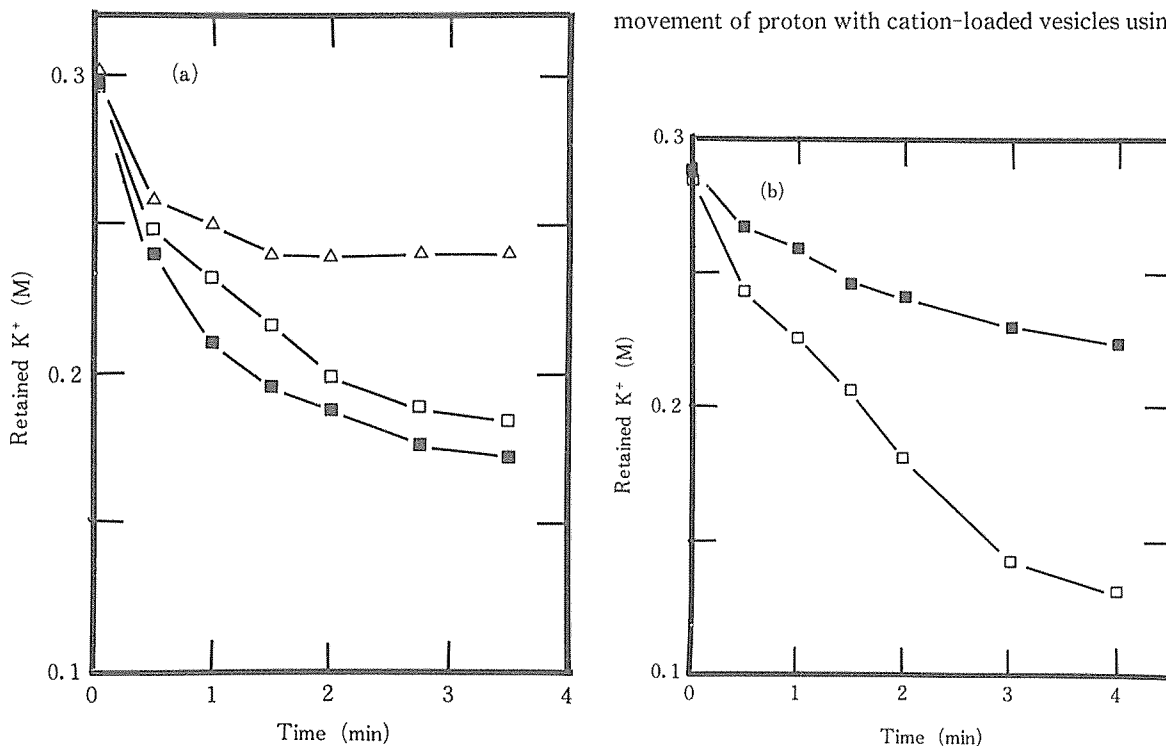 movement of proton with cation-loaded vesicles usin
(a)
0.3
0.2
0.1
Retained K⁺ (M)
0 1 2 3 4
Time (min)
(b)
0.3
0.2
0.1
Retained K⁺ (M)
0 1 2 3 4
Time (min)